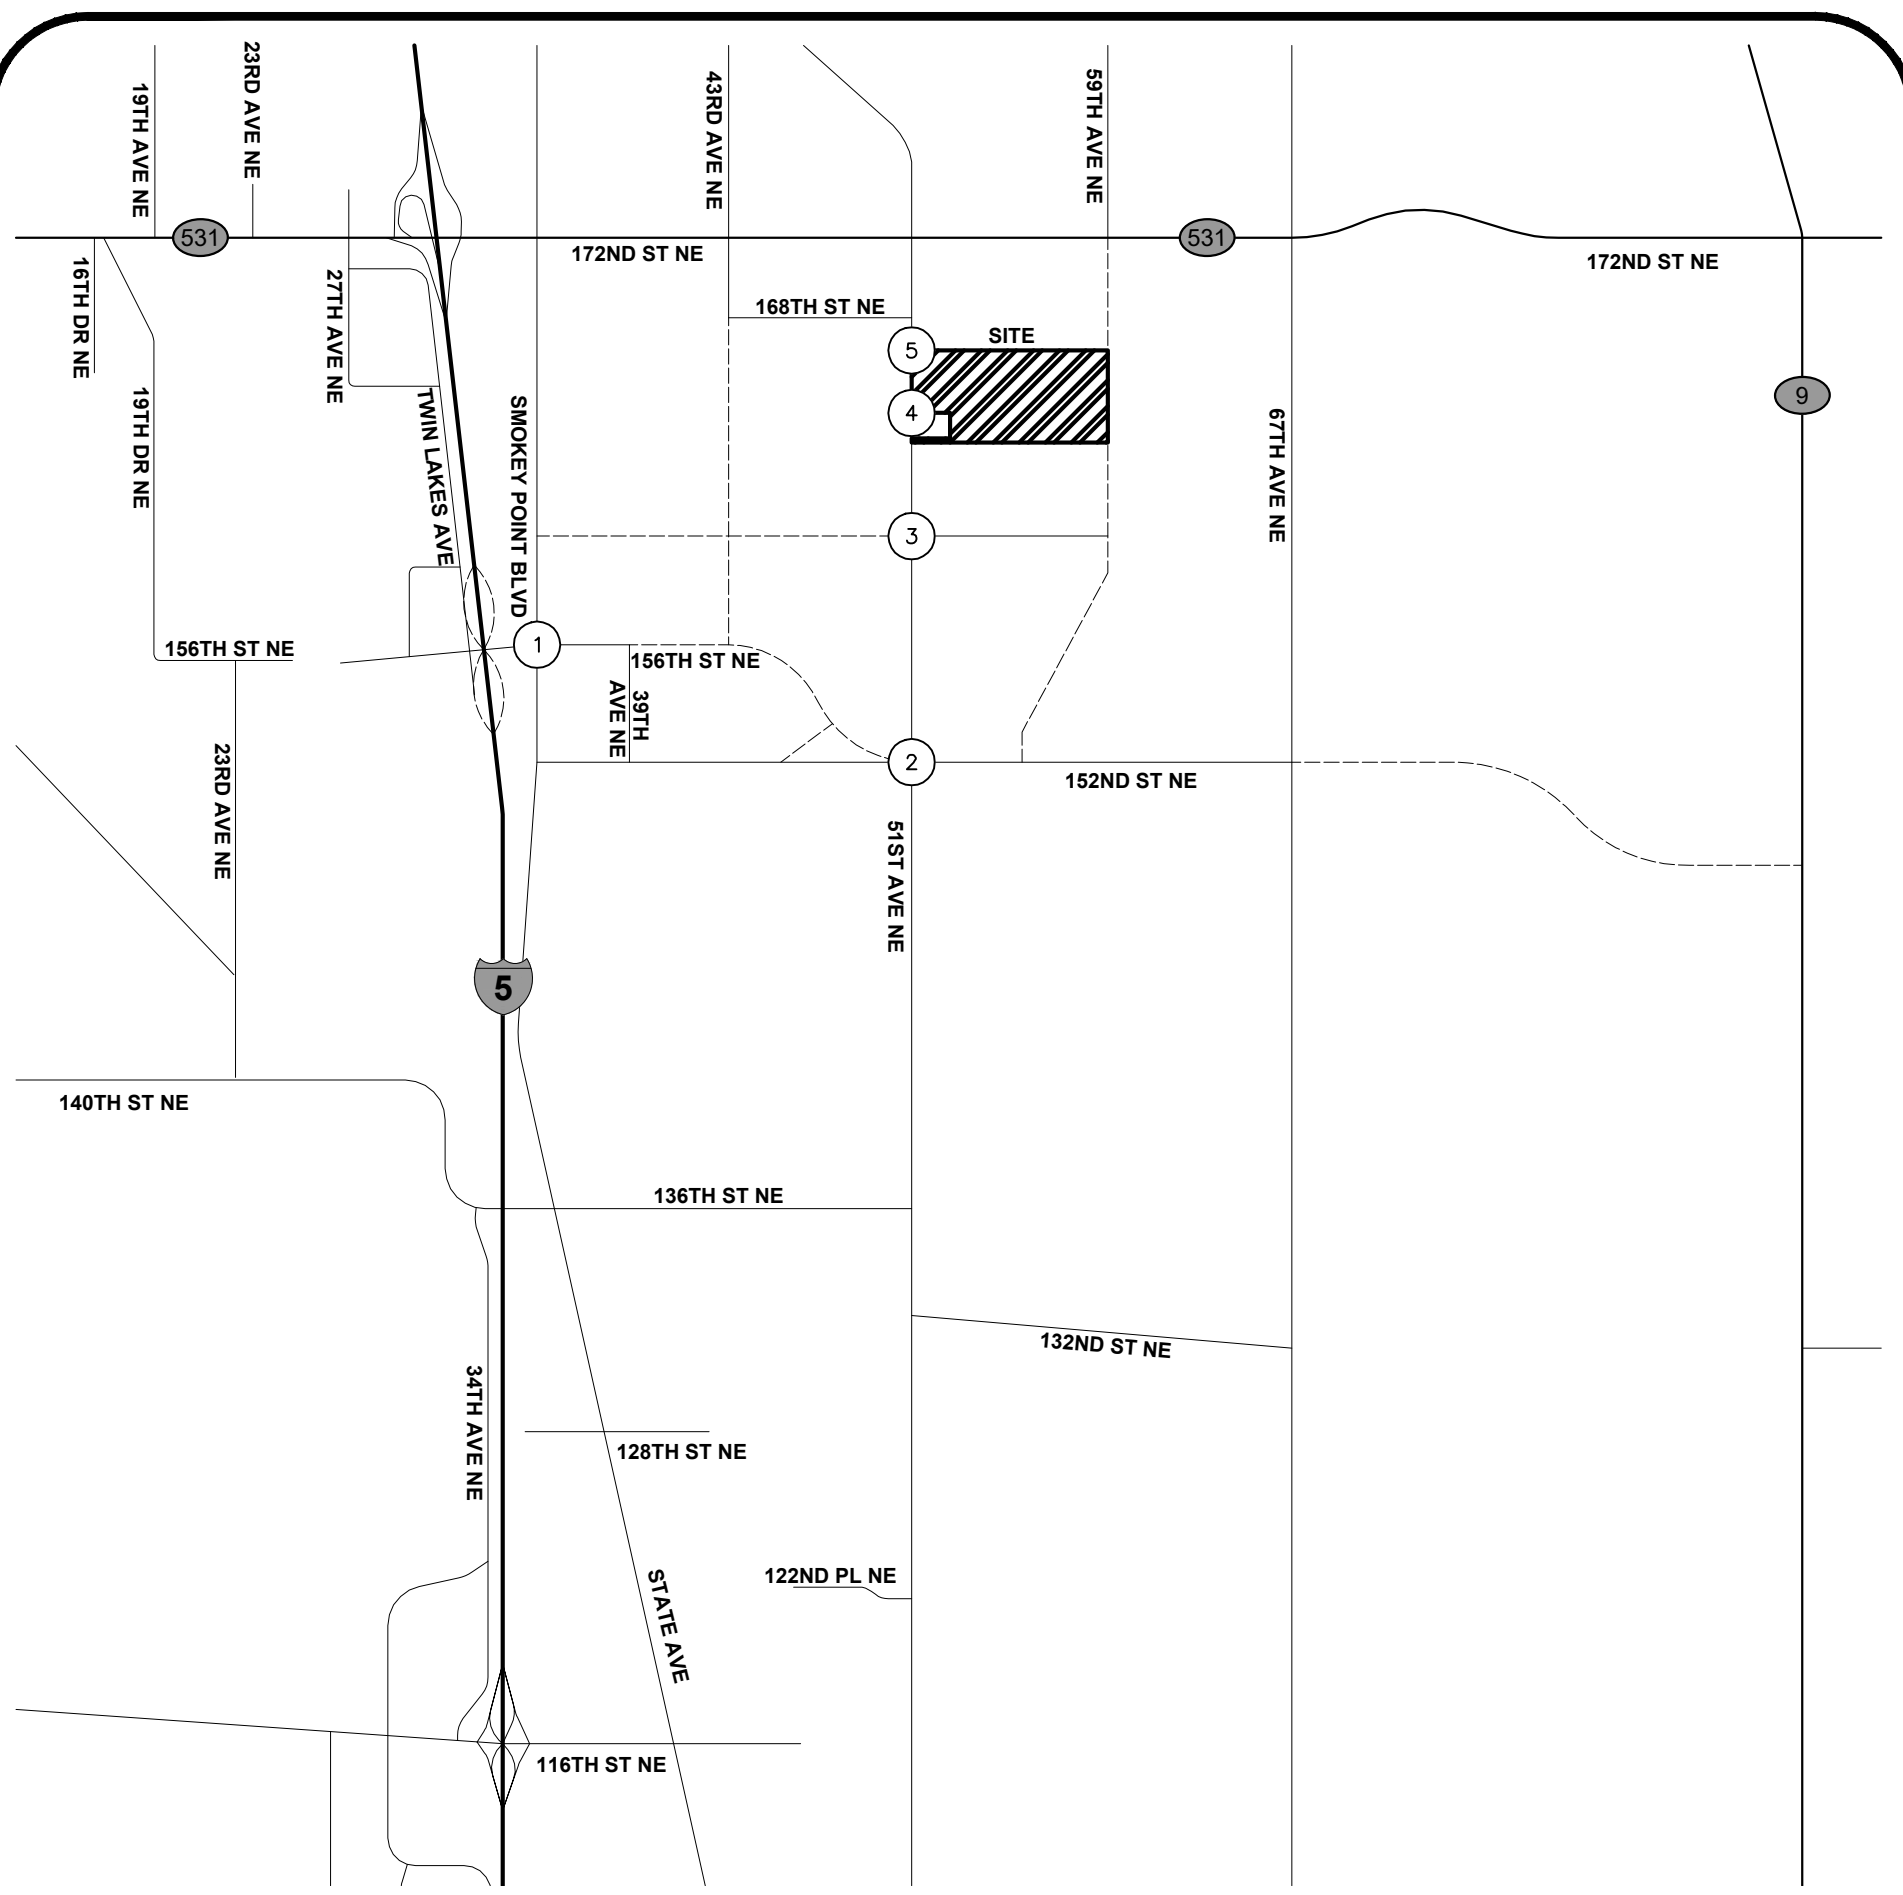 23RD AVE NE
19TH AVE NE
43RD AVE NE
59TH AVE NE
531
531
172ND ST NE
172ND ST NE
16TH DR NE
27TH AVE NE
168TH ST NE
SITE
5
4
9
19TH DR NE
TWIN LAKES AVE
SMOKEY POINT BLVD
67TH AVE NE
3
1
156TH ST NE
156TH ST NE
39TH
AVE NE
2
152ND ST NE
23RD AVE NE
51ST AVE NE
5
140TH ST NE
136TH ST NE
132ND ST NE
34TH AVE NE
128TH ST NE
122ND PL NE
STATE AVE
116TH ST NE